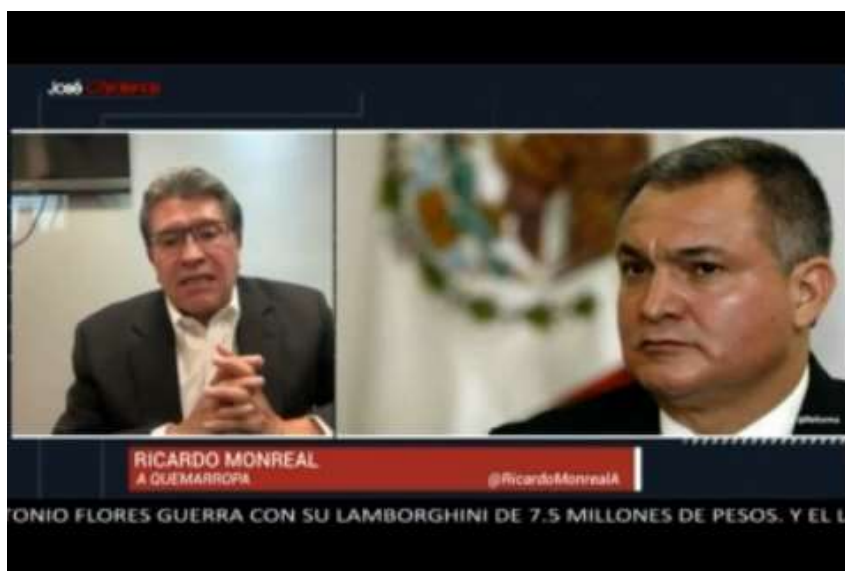 José
RICARDO MONREAL
A QUEMARROPA
@RicardoMonrealA
TONIO FLORES GUERRA CON SU LAMBORGHINI DE 7.5 MILLONES DE PESOS. Y EL L